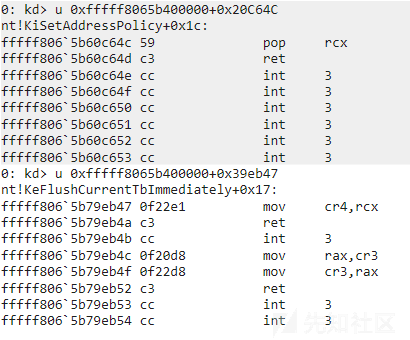 0: kd> u 0xfffff8065b400000+0x20C64C
nt!KiSetAddressPolicy+0x1c:
fffff806`5b60c64c 59 pop rcx
fffff806`5b60c64d c3 ret
fffff806`5b60c64e cc int 3
fffff806`5b60c64f cc int 3
fffff806`5b60c650 cc int 3
fffff806`5b60c651 cc int 3
fffff806`5b60c652 cc int 3
fffff806`5b60c653 cc int 3
0: kd> u 0xfffff8065b400000+0x39eb47
nt!KeFlushCurrentTbImmediately+0x17:
fffff806`5b79eb47 0f22e1 mov cr4,rcx
fffff806`5b79eb4a c3 ret
fffff806`5b79eb4b cc int 3
fffff806`5b79eb4c 0f20d8 mov rax,cr3
fffff806`5b79eb4f 0f22d8 mov cr3,rax
fffff806`5b79eb52 c3 ret
fffff806`5b79eb53 cc int 3
fffff806`5b79eb54 cc int 3
先知社区